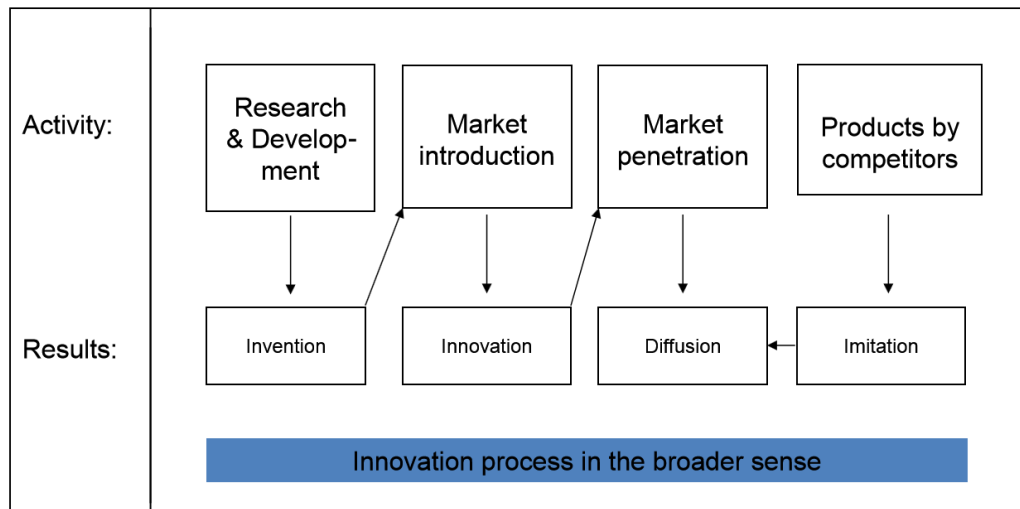 Activity:
Research
& Develop-
ment
Market
introduction
Market
penetration
Products by
competitors
Results:
Invention
Innovation
Diffusion
Imitation
Innovation process in the broader sense